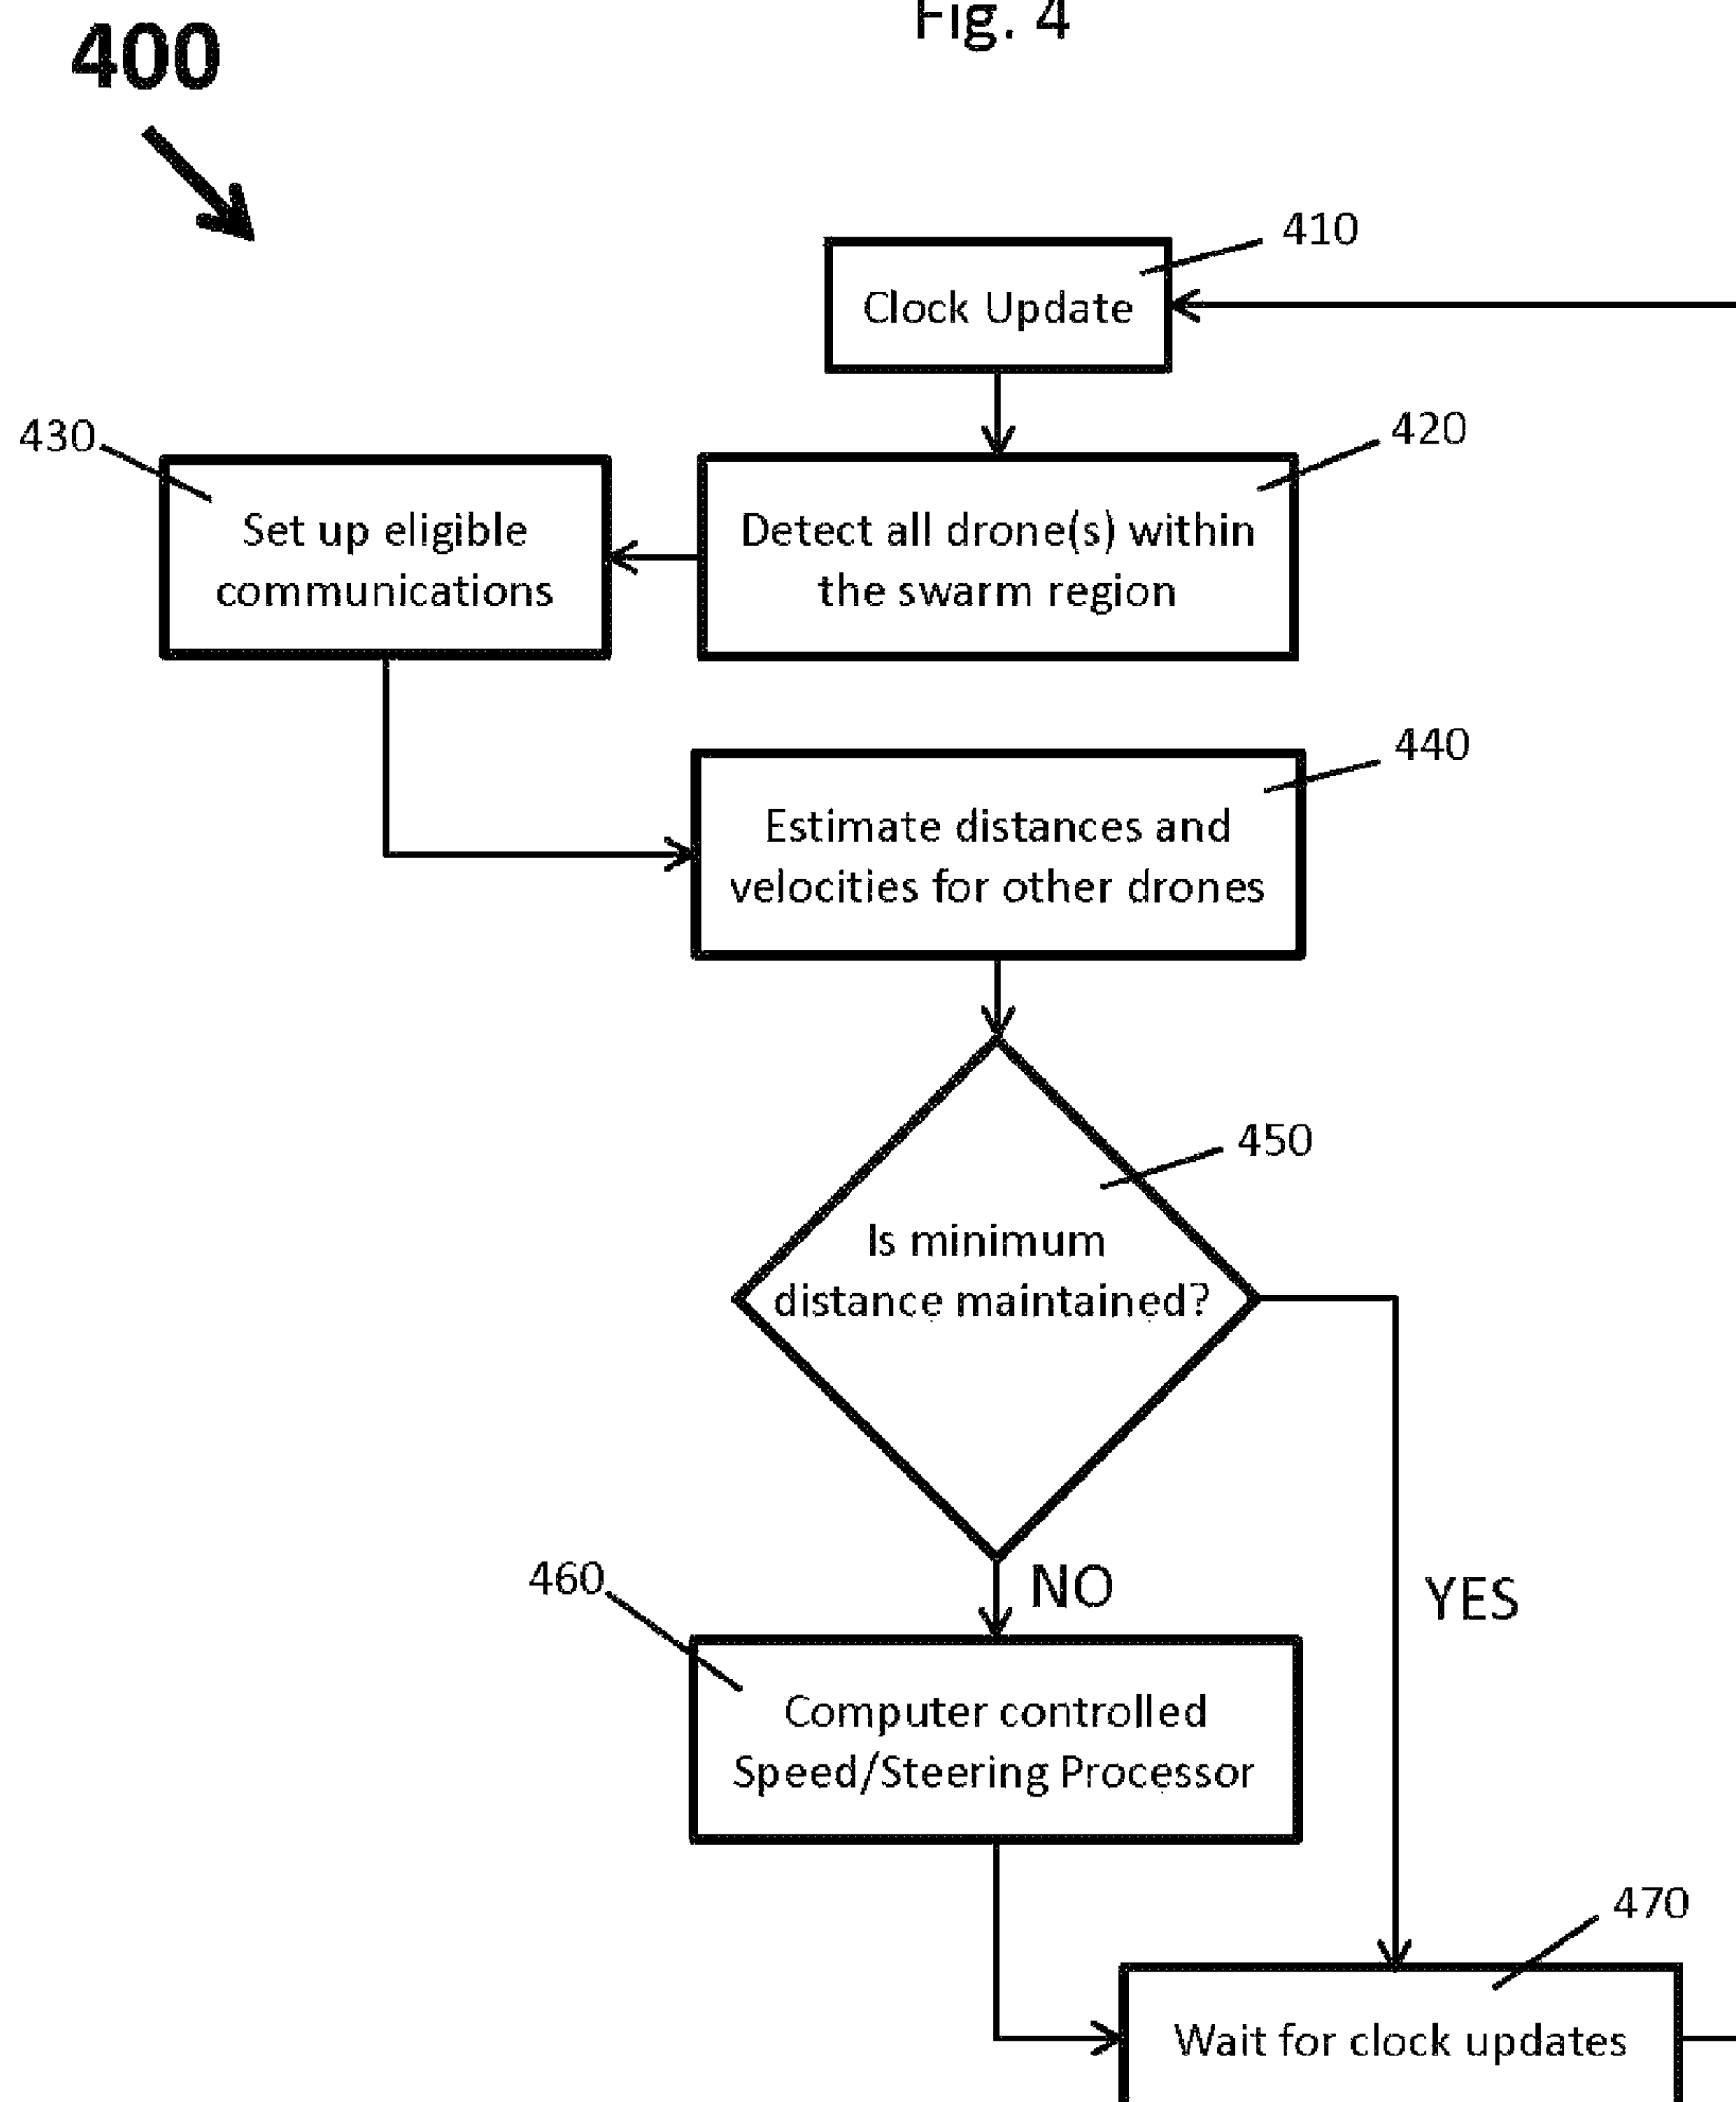 Fig. 4
400
410
Clock Update
420
430
Set up eligible
communications
Detect all drone(s) within
the swarm region
440
Estimate distances and
velocities for other drones
450
Is minimum
distance maintained?
NO
YES
460
Computer controlled
Speed/Steering Processor
470
Wait for clock updates